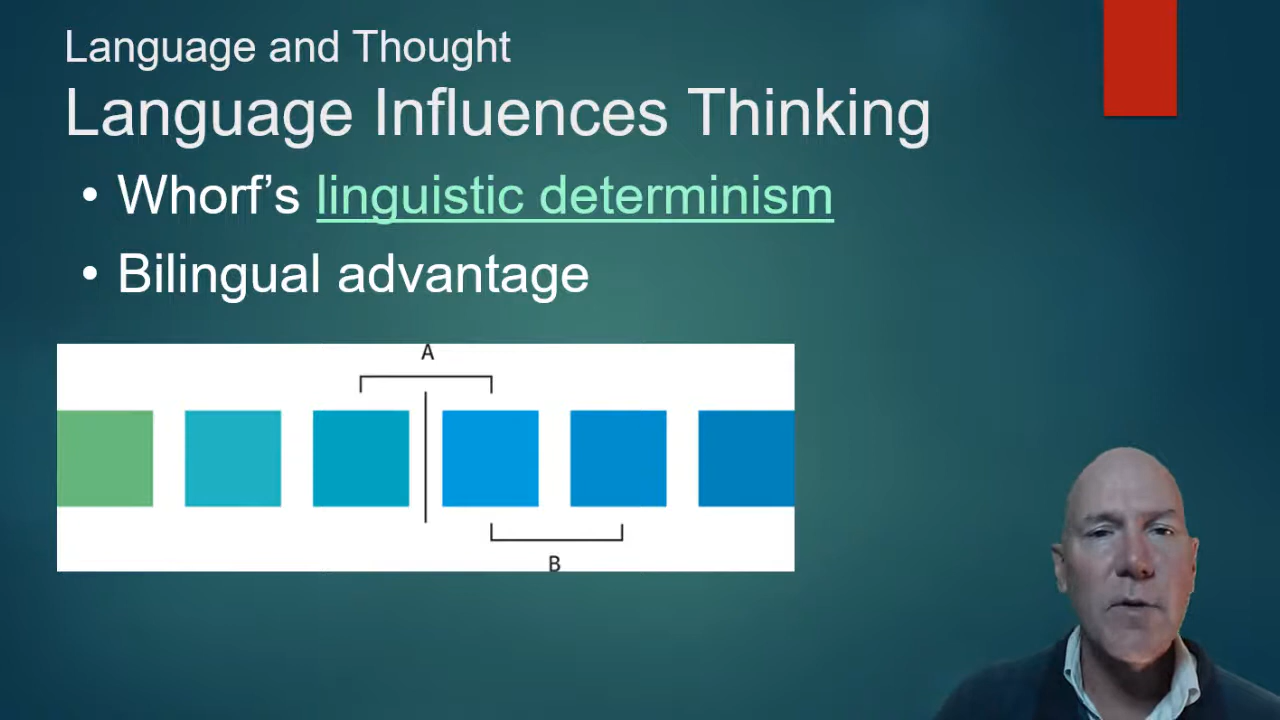 Language and Thought
Language Influences Thinking
• Whorf’s linguistic determinism
• Bilingual advantage
A
B